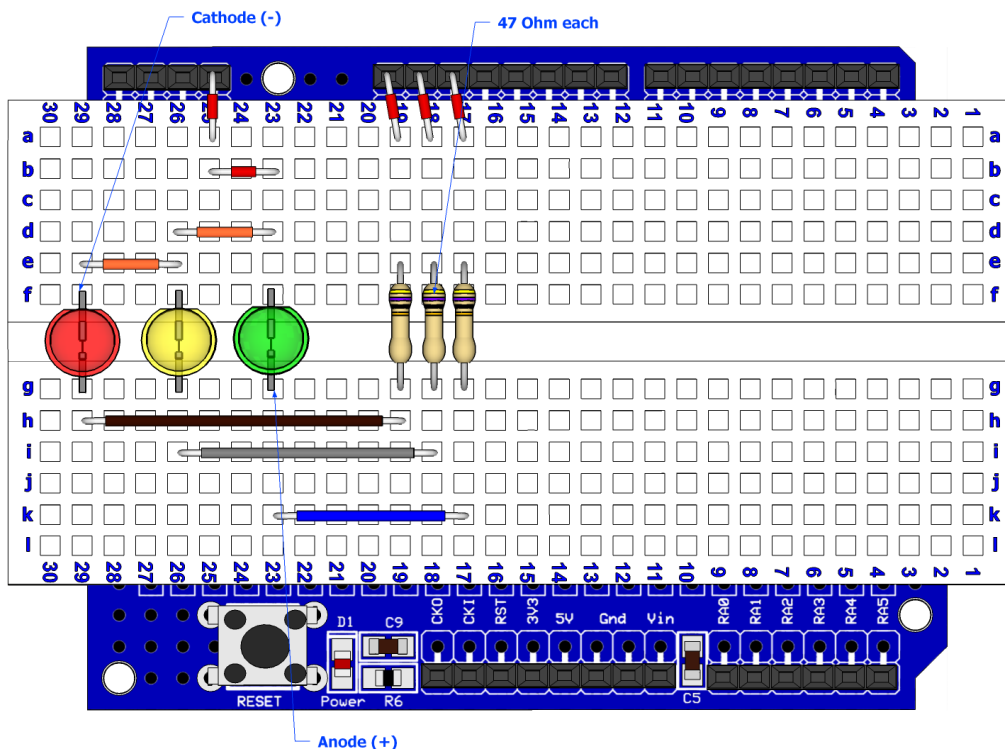 Cathode (-)
47 Ohm each
30 29 28 27 26 25 24 23 22 21 20 19 18 17 16 15 14 13 12 11 10 9 8 7 6 5 4 3 2 1
a a
b b
c c
d d
e e
f f
g g
h h
i i
j j
k k
l l
30 29 28 27 26 25 24 23 22 21 20 19 18 17 16 15 14 13 12 11 10 9 8 7 6 5 4 3 2 1
CKO CKI RST 3V3 5V Gnd Vin RA0 RA1 RA2 RA3 RA4 RA5
D1 C9
RESET Power R6 C5
Anode (+)